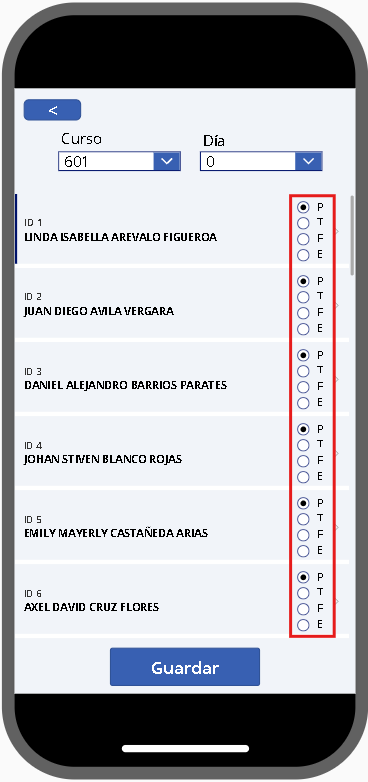 <
Curso
Día
601
0
ID 1
LINDA ISABELLA AREVALO FIGUEROA
P
T
F
E
ID 2
JUAN DIEGO AVILA VERGARA
P
T
F
E
ID 3
DANIEL ALEJANDRO BARRIOS PARATES
P
T
F
E
ID 4
JOHAN STIVEN BLANCO ROJAS
P
T
F
E
ID 5
EMILY MAYERLY CASTAÑEDA ARIAS
P
T
F
E
ID 6
AXEL DAVID CRUZ FLORES
P
T
F
E
Guardar